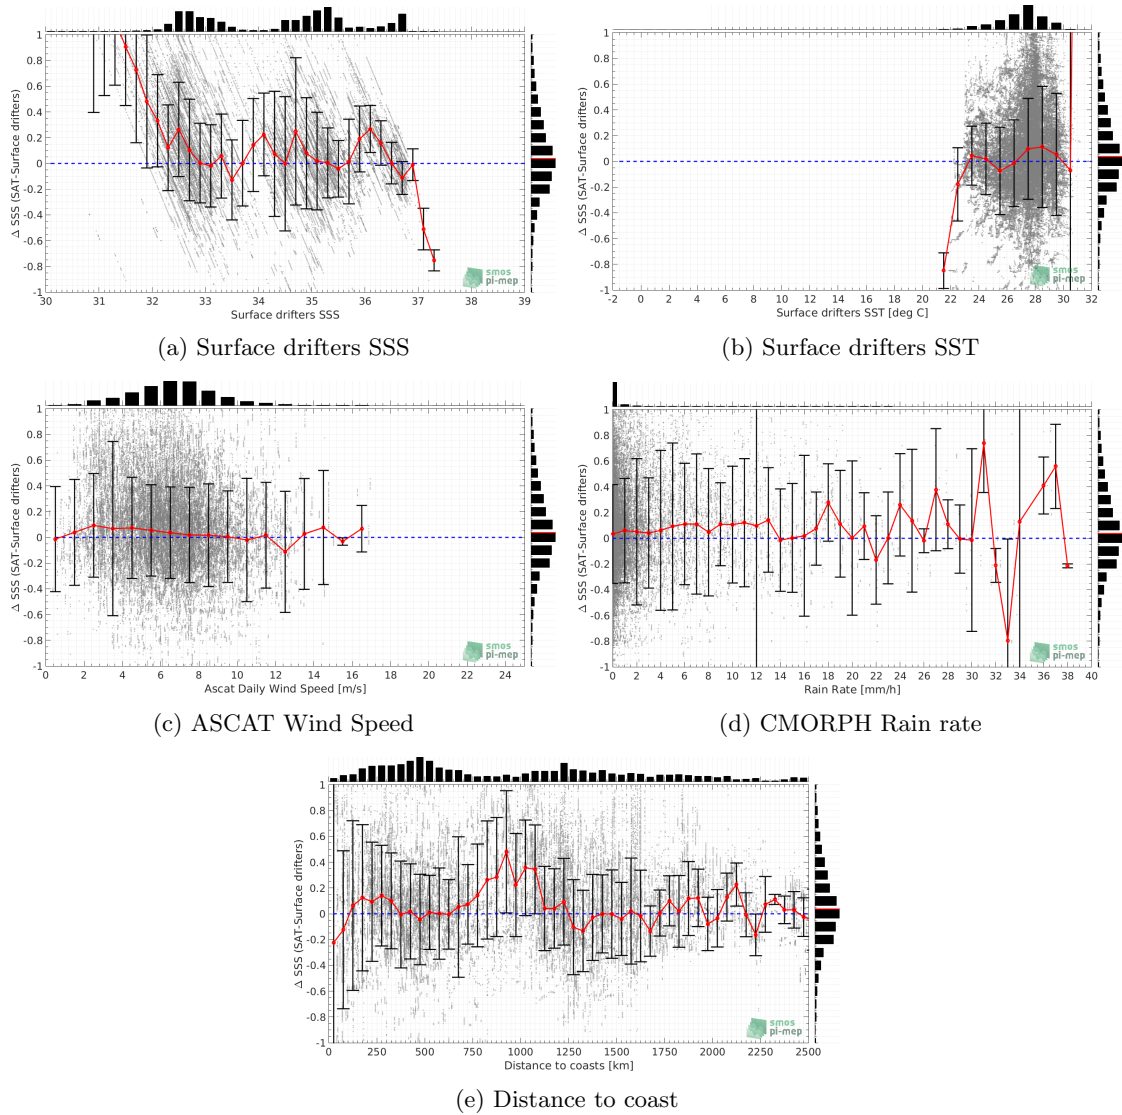 Δ SSS (SAT-Surface drifters)
1
0.8
0.6
0.4
0.2
0
-0.2
-0.4
-0.6
-0.8
-1
30 31 32 33 34 35 36 37 38 39
Surface drifters SSS
smos
pi-mep
(a) Surface drifters SSS
Δ SSS (SAT-Surface drifters)
1
0.8
0.6
0.4
0.2
0
-0.2
-0.4
-0.6
-0.8
-1
-2 0 2 4 6 8 10 12 14 16 18 20 22 24 26 28 30 32
Surface drifters SST [deg C]
smos
pi-mep
(b) Surface drifters SST
Δ SSS (SAT-Surface drifters)
1
0.8
0.6
0.4
0.2
0
-0.2
-0.4
-0.6
-0.8
-1
0 2 4 6 8 10 12 14 16 18 20 22 24
Ascat Daily Wind Speed [m/s]
smos
pi-mep
(c) ASCAT Wind Speed
Δ SSS (SAT-Surface drifters)
1
0.8
0.6
0.4
0.2
0
-0.2
-0.4
-0.6
-0.8
-1
0 2 4 6 8 10 12 14 16 18 20 22 24 26 28 30 32 34 36 38 40
Rain Rate [mm/h]
smos
pi-mep
(d) CMORPH Rain rate
Δ SSS (SAT-Surface drifters)
1
0.8
0.6
0.4
0.2
0
-0.2
-0.4
-0.6
-0.8
-1
0 250 500 750 1000 1250 1500 1750 2000 2250 2500
Distance to coasts [km]
smos
pi-mep
(e) Distance to coast